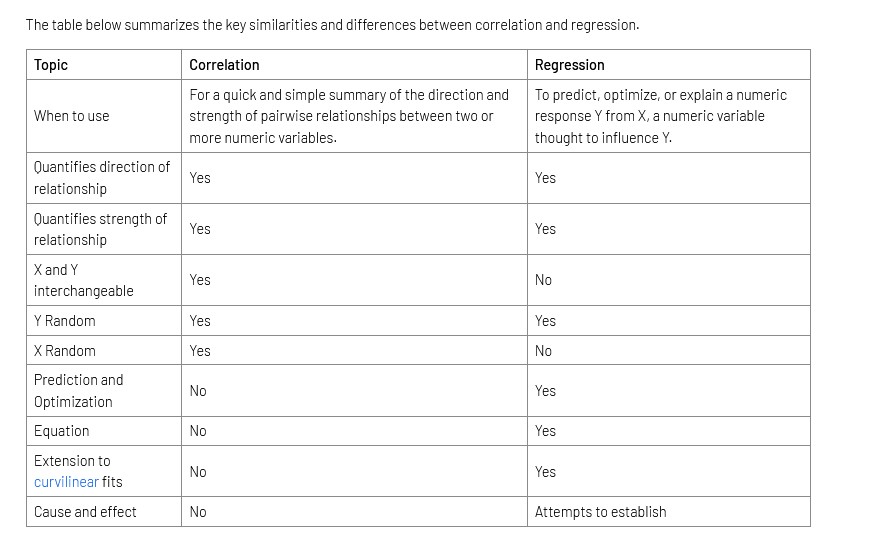 The table below summarizes the key similarities and differences between correlation and regression.
Topic Correlation Regression
When to use
For a quick and simple summary of the direction and
strength of pairwise relationships between two or
more numeric variables.
To predict, optimize, or explain a numeric
response Y from X, a numeric variable
thought to influence Y.
Quantifies direction of
relationship
Yes
Yes
Quantifies strength of
relationship
Yes
Yes
X and Y
interchangeable
Yes
No
Y Random Yes Yes
X Random Yes No
Prediction and
Optimization
No
Yes
Equation No Yes
Extension to
curvilinear fits
No
Yes
Cause and effect No Attempts to establish